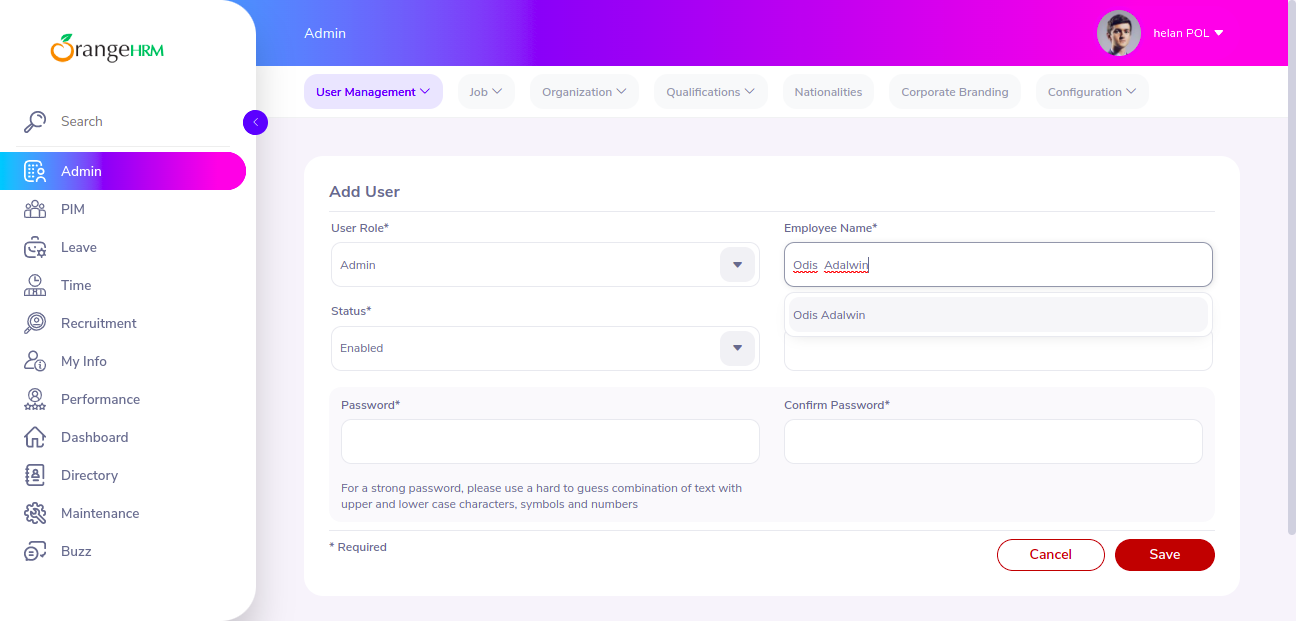 OrangeHRM
Search
Admin
PIM
Leave
Time
Recruitment
My Info
Performance
Dashboard
Directory
Maintenance
Buzz
Admin
helan POL
User Management
Job
Organization
Qualifications
Nationalities
Corporate Branding
Configuration
Add User
User Role*
Admin
Employee Name*
Odis  Adalwin
Odis Adalwin
Status*
Enabled
Password*
Confirm Password*
For a strong password, please use a hard to guess combination of text with
upper and lower case characters, symbols and numbers
* Required
Cancel
Save